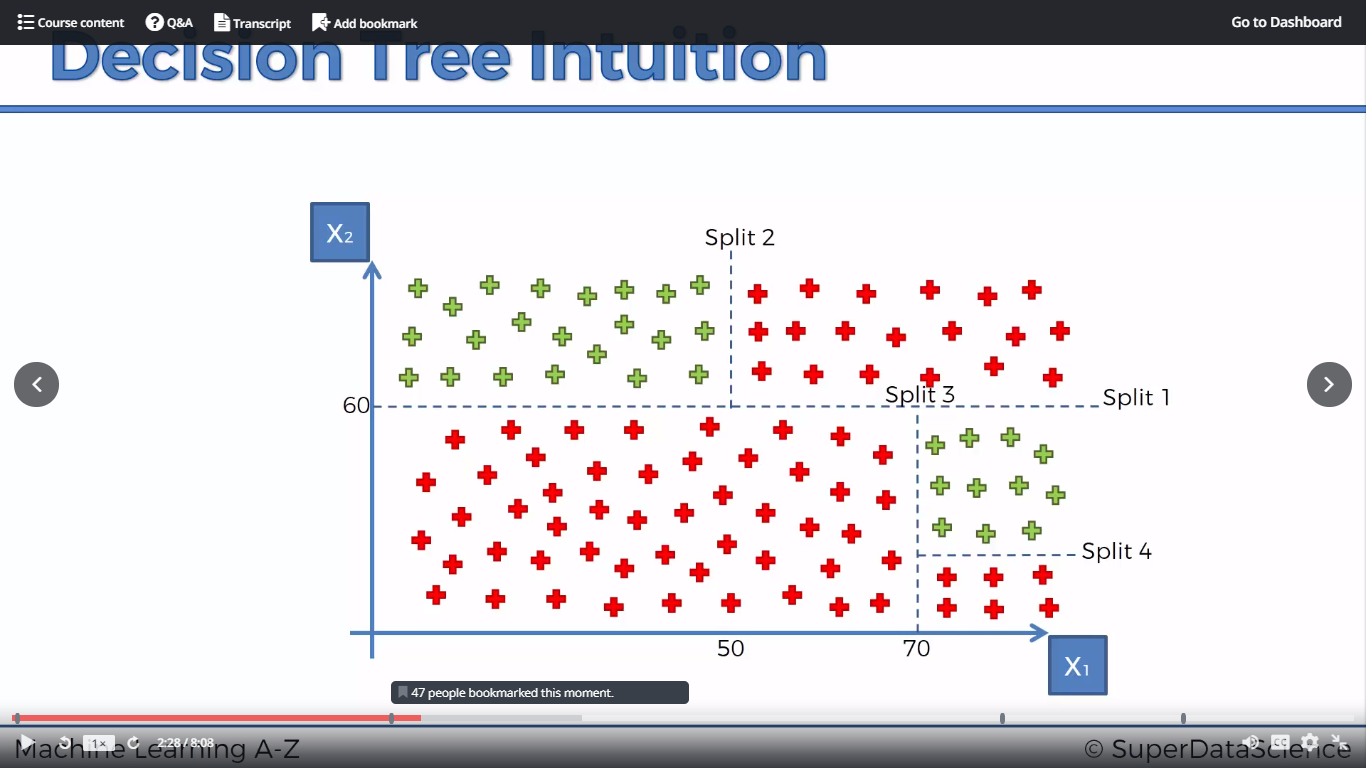 Course content Q&A Transcript Add bookmark Go to Dashboard
Decision Tree Intuition
X2
Split 2
60
Split 3
Split 1
Split 4
50 70
X1
47 people bookmarked this moment.
1x 2:28 / 8:08 CC
Machine Learning A-Z © SuperDataScience